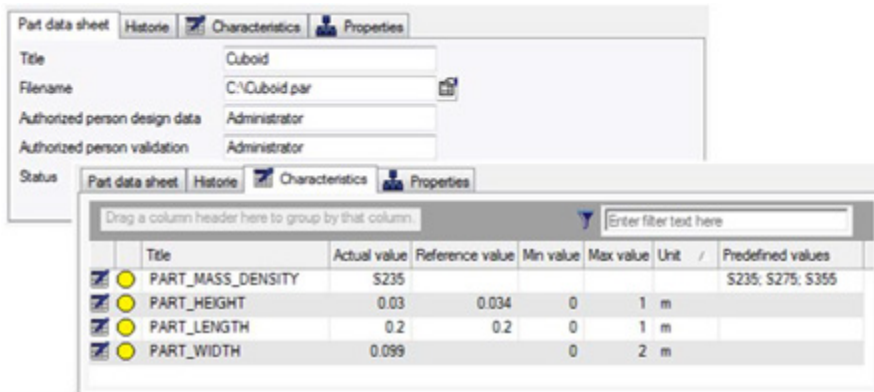 Part data sheet Historie Characteristics Properties
Title Cuboid
Filename C:\Cuboid.par
Authorized person design data Administrator
Authorized person validation Administrator
Status
Part data sheet Historie Characteristics Properties
Drag a column header here to group by that column. Enter filter text here
Title Actual value Reference value Min value Max value Unit / Predefined values
PART_MASS_DENSITY S235 S235; S275; S355
PART_HEIGHT 0.03 0.034 0 1 m
PART_LENGTH 0.2 0.2 0 1 m
PART_WIDTH 0.099 0 2 m